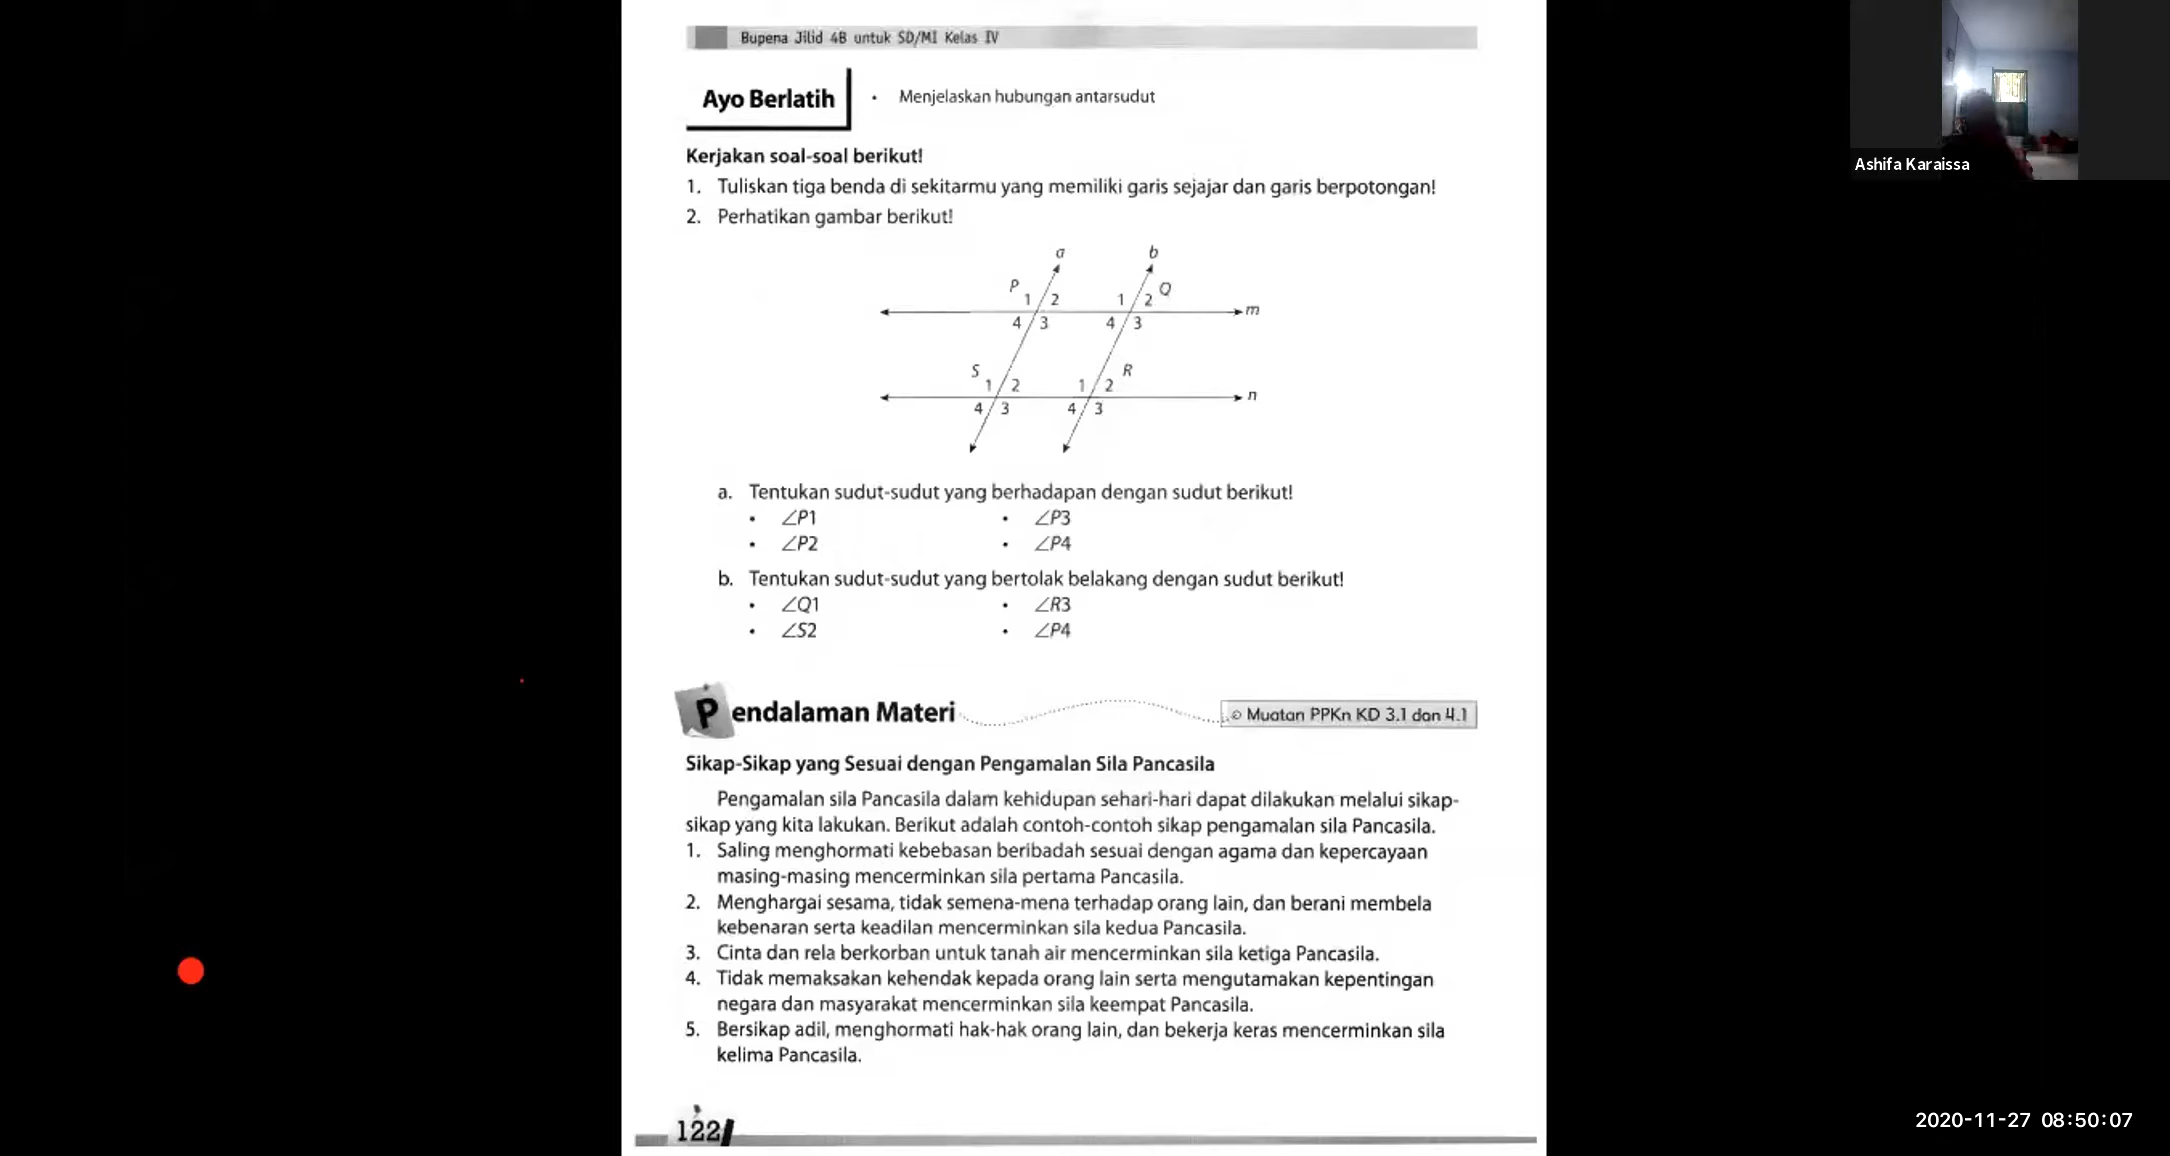 Bupena Jilid 4B untuk SD/MI Kelas IV
Ayo Berlatih
• Menjelaskan hubungan antarsudut
Kerjakan soal-soal berikut!
1. Tuliskan tiga benda di sekitarmu yang memiliki garis sejajar dan garis berpotongan!
2. Perhatikan gambar berikut!
a b
P 1 2 1 2 Q
m
4 3 4 3
S 1 2 1 2 R
n
4 3 4 3
a. Tentukan sudut-sudut yang berhadapan dengan sudut berikut!
• ∠P1 • ∠P3
• ∠P2 • ∠P4
b. Tentukan sudut-sudut yang bertolak belakang dengan sudut berikut!
• ∠Q1 • ∠R3
• ∠S2 • ∠P4
Pendalaman Materi
Muatan PPKn KD 3.1 dan 4.1
Sikap-Sikap yang Sesuai dengan Pengamalan Sila Pancasila
Pengamalan sila Pancasila dalam kehidupan sehari-hari dapat dilakukan melalui sikap-
sikap yang kita lakukan. Berikut adalah contoh-contoh sikap pengamalan sila Pancasila.
1. Saling menghormati kebebasan beribadah sesuai dengan agama dan kepercayaan
masing-masing mencerminkan sila pertama Pancasila.
2. Menghargai sesama, tidak semena-mena terhadap orang lain, dan berani membela
kebenaran serta keadilan mencerminkan sila kedua Pancasila.
3. Cinta dan rela berkorban untuk tanah air mencerminkan sila ketiga Pancasila.
4. Tidak memaksakan kehendak kepada orang lain serta mengutamakan kepentingan
negara dan masyarakat mencerminkan sila keempat Pancasila.
5. Bersikap adil, menghormati hak-hak orang lain, dan bekerja keras mencerminkan sila
kelima Pancasila.
122
Ashifa Karaissa
2020-11-27 08:50:07